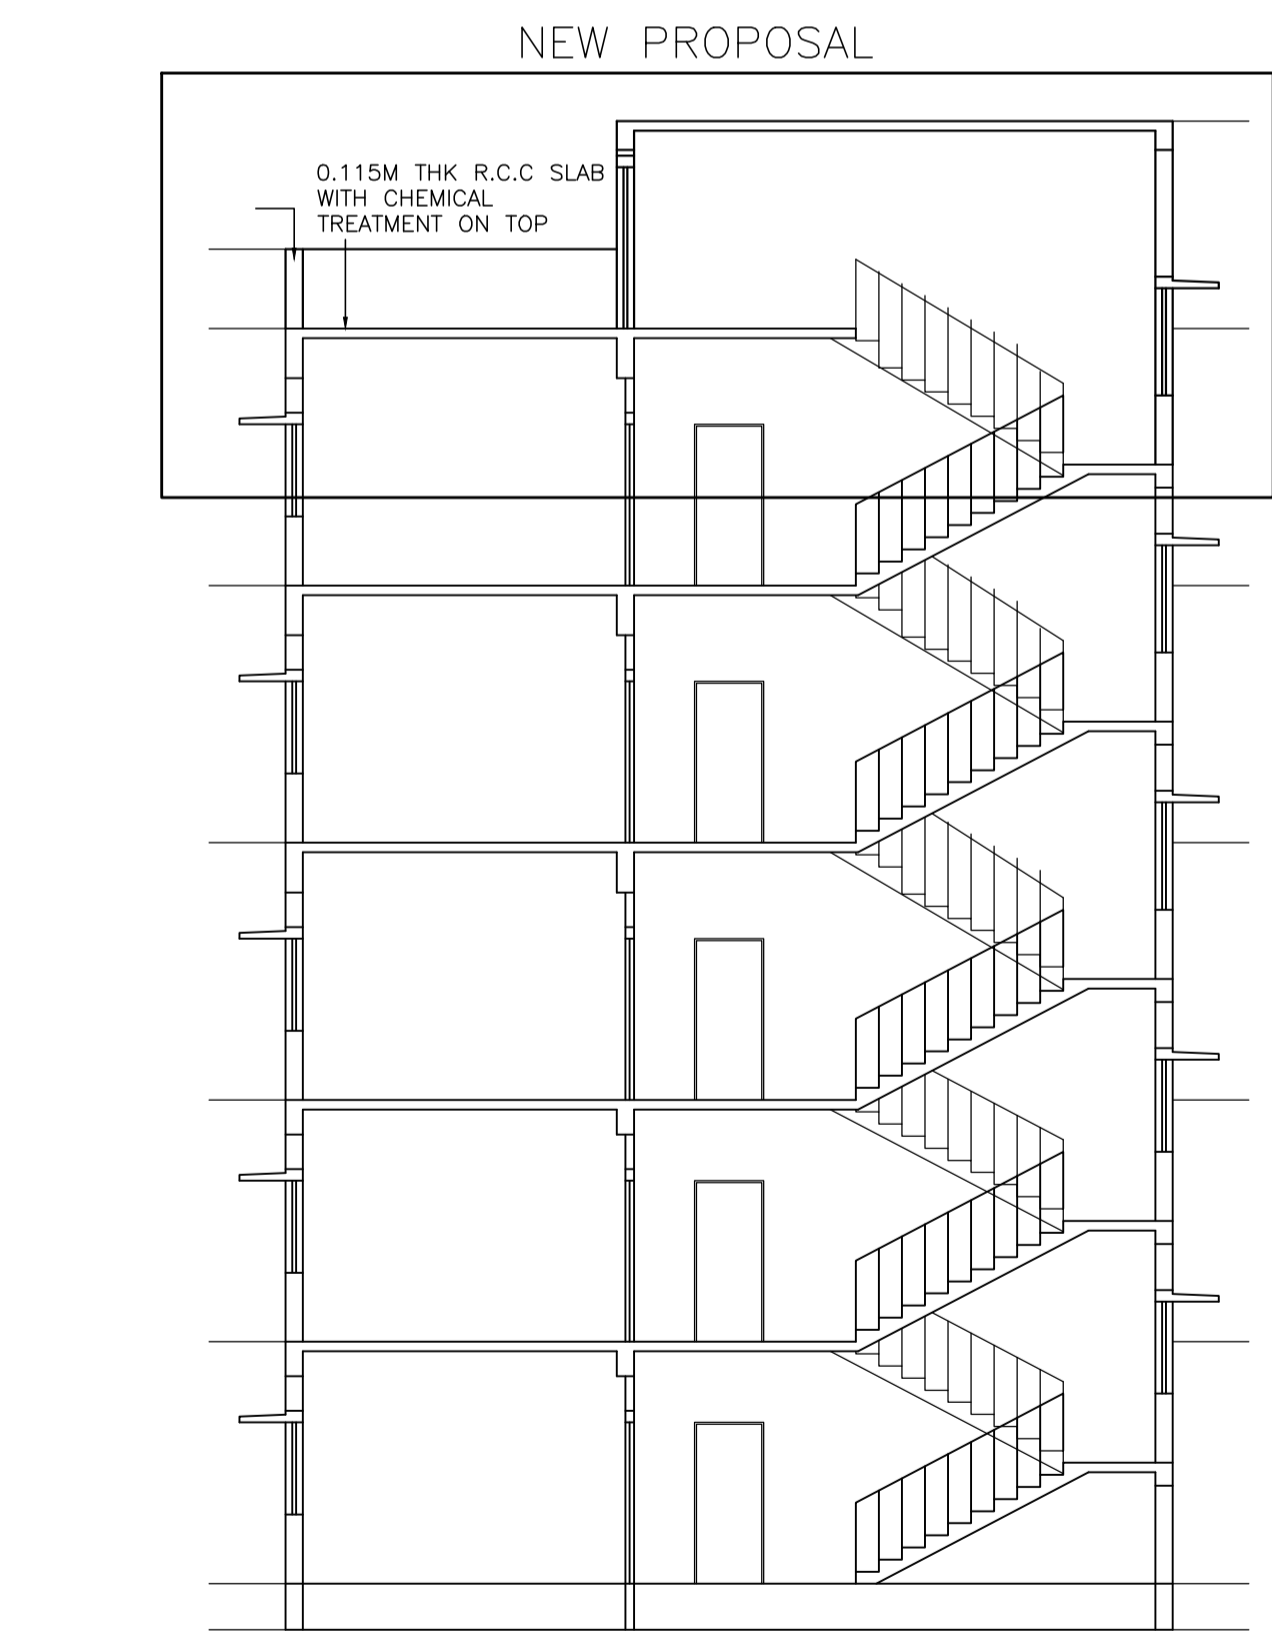 NEW PROPOSAL
0.115M THK R.C.C SLAB
WITH CHEMICAL
TREATMENT ON TOP